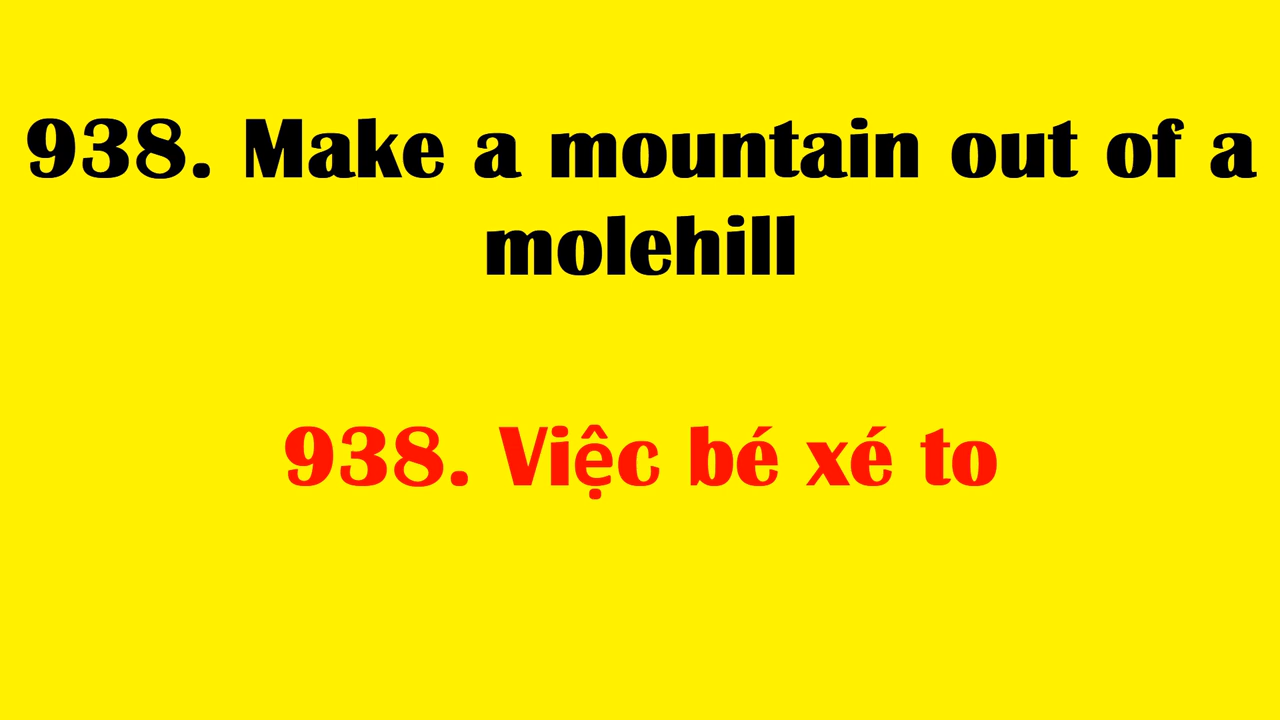 938. Make a mountain out of a
molehill
938. Việc bé xé to